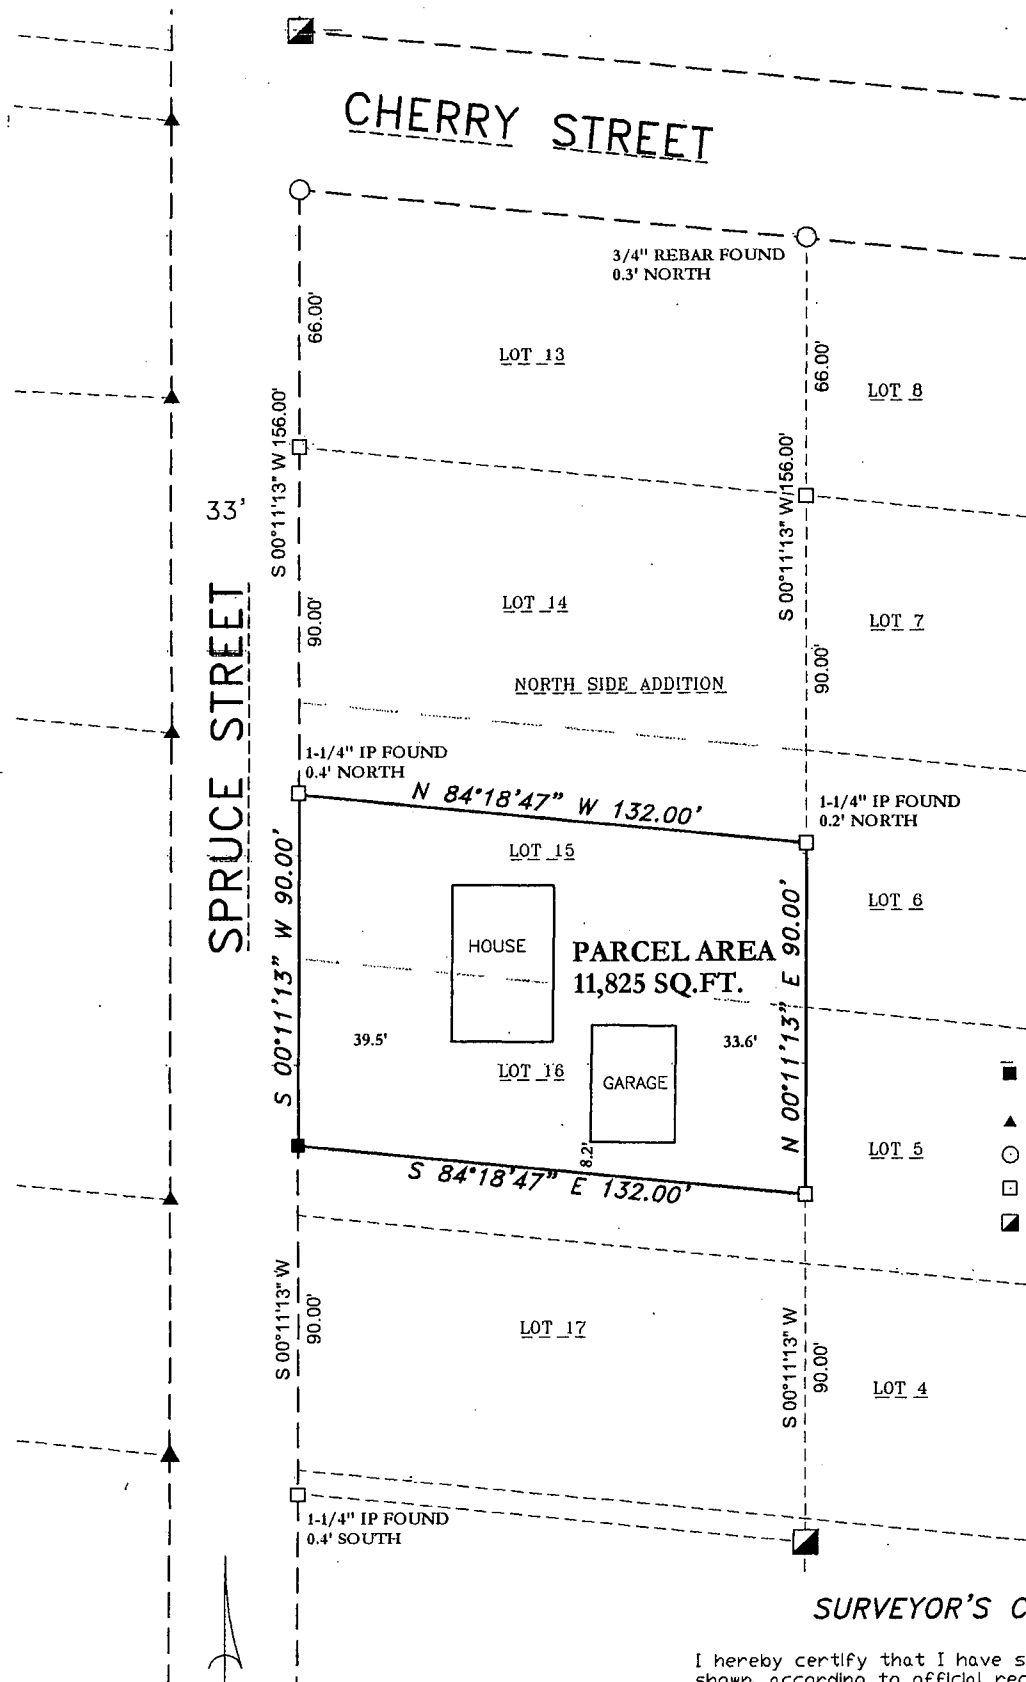 CHERRY STREET
3/4" REBAR FOUND
0.3' NORTH
66.00'
LOT 13
66.00'
LOT 8
S 00°11'13" W 156.00'
S 00°11'13" W 156.00'
33'
SPRUCE STREET
90.00'
LOT 14
LOT 7
90.00'
NORTH SIDE ADDITION
1-1/4" IP FOUND
0.4' NORTH
N 84°18'47" W 132.00'
1-1/4" IP FOUND
0.2' NORTH
S 00°11'13" W 90.00'
LOT 15
N 00°11'13" E 90.00'
LOT 6
HOUSE
PARCEL AREA
11,825 SQ.FT.
39.5'
33.6'
LOT 16
GARAGE
8.2'
LOT 5
S 84°18'47" E 132.00'
S 00°11'13" W
90.00'
LOT 17
S 00°11'13" W
90.00'
LOT 4
1-1/4" IP FOUND
0.4' SOUTH
SURVEYOR'S C
I hereby certify that I have s
shown according to official rec